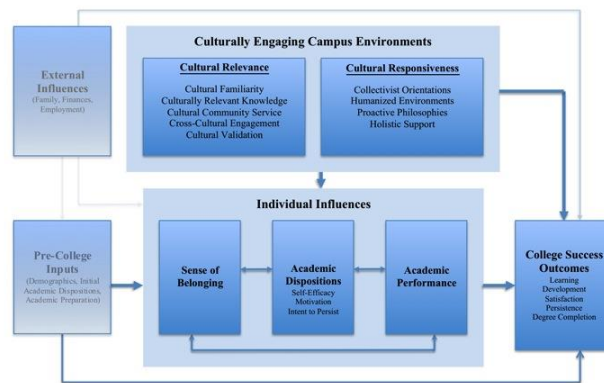 Culturally Engaging Campus Environments
External
Influences
(Family, Finances,
Employment)
Cultural Relevance
Cultural Familiarity
Culturally Relevant Knowledge
Cultural Community Service
Cross-Cultural Engagement
Cultural Validation
Cultural Responsiveness
Collectivist Orientations
Humanized Environments
Proactive Philosophies
Holistic Support
Individual Influences
Pre-College
Inputs
(Demographics, Initial
Academic Dispositions,
Academic Preparation)
Sense of
Belonging
Academic
Dispositions
Self-Efficacy
Motivation
Intent to Persist
Academic
Performance
College Success
Outcomes
Learning
Development
Satisfaction
Persistence
Degree Completion